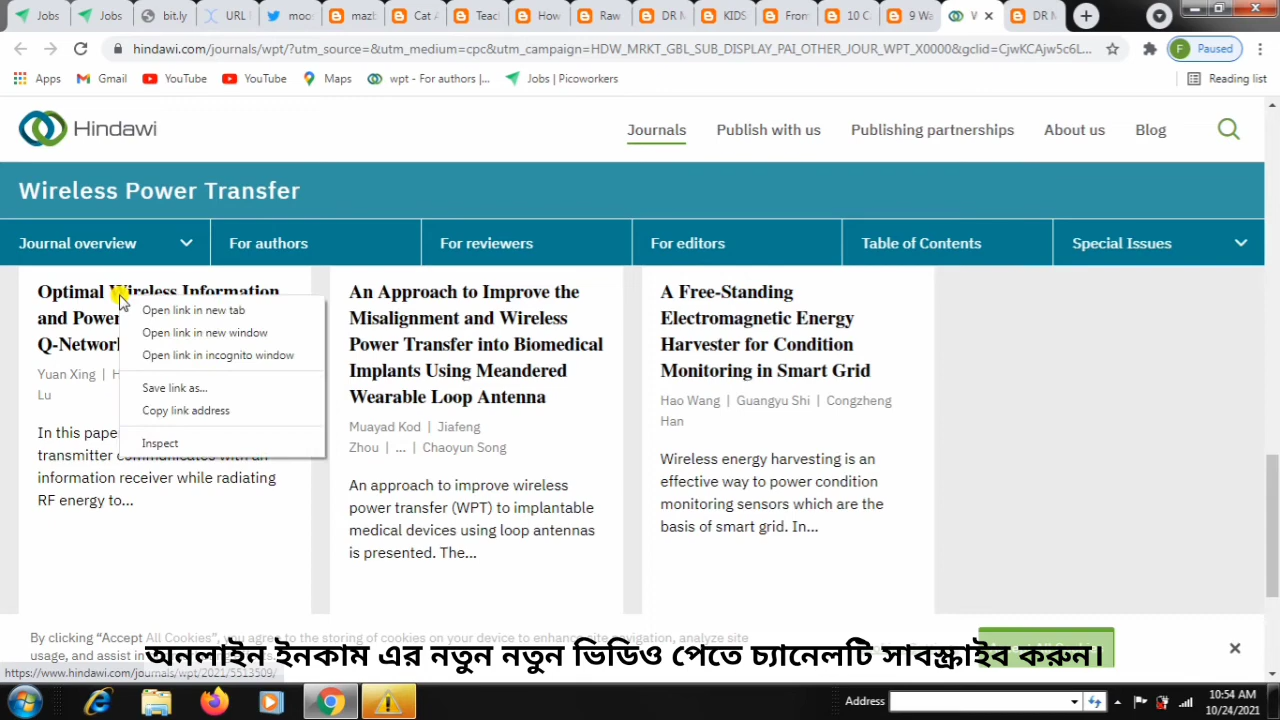 Jobs
Jobs
bit.ly
URL
moo
maz
Cat A
Tea
How
Raw
DR M
KIDS
From
10 C
9 Wa
DR M
hindawi.com/journals/wpt/?utm_source=&utm_medium=cpc&utm_campaign=HDW_MRKT_GBL_SUB_DISPLAY_PAI_OTHER_JOUR_WPT_X0000&gclid=CjwKCAjw5c6L...
F Paused
Apps
Gmail
YouTube
YouTube
Maps
wpt - For authors |...
Jobs | Picoworkers
Reading list
Hindawi
Journals
Publish with us
Publishing partnerships
About us
Blog
Wireless Power Transfer
Journal overview
For authors
For reviewers
For editors
Table of Contents
Special Issues
Optimal Wireless Information
and Power
Q-Networ
Yuan Xing | H
Lu
In this pape
transmitter communicates with an
information receiver while radiating
RF energy to...
Open link in new tab
Open link in new window
Open link in incognito window
Save link as...
Copy link address
Inspect
An Approach to Improve the
Misalignment and Wireless
Power Transfer into Biomedical
Implants Using Meandered
Wearable Loop Antenna
Muayad Kod | Jiafeng
Zhou | ... | Chaoyun Song
An approach to improve wireless
power transfer (WPT) to implantable
medical devices using loop antennas
is presented. The...
A Free-Standing
Electromagnetic Energy
Harvester for Condition
Monitoring in Smart Grid
Hao Wang | Guangyu Shi | Congzheng
Han
Wireless energy harvesting is an
effective way to power condition
monitoring sensors which are the
basis of smart grid. In...
By clicking “Accept All Cookies”, you agree to the storing of cookies on your device to enhance site navigation, analyze site
usage, and assist in
অনলাইন ইনকাম এর নতুন নতুন ভিডিও পেতে চ্যানেলটি সাবস্ক্রাইব করুন।
https://www.hindawi.com/journals/wpt/2021/5513509/
Address
10:54 AM
10/24/2021